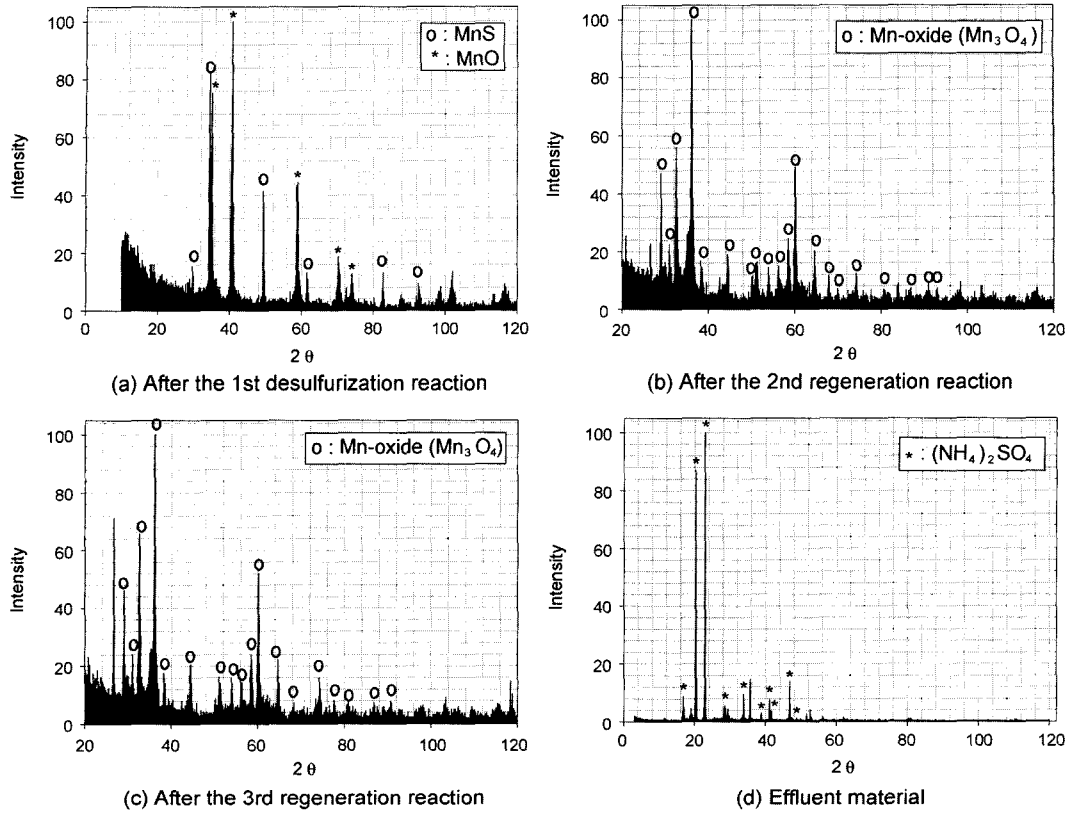 o : MnS
* : MnO
Intensity
100
80
60
40
20
0
0 20 40 60 80 100 120
2 θ
(a) After the 1st desulfurization reaction
o : Mn-oxide (Mn₃O₄)
Intensity
100
80
60
40
20
0
20 40 60 80 100 120
2 θ
(b) After the 2nd regeneration reaction
o : Mn-oxide (Mn₃O₄)
Intensity
100
80
60
40
20
0
20 40 60 80 100 120
2 θ
(c) After the 3rd regeneration reaction
* : (NH₄)₂SO₄
Intensity
100
80
60
40
20
0
0 20 40 60 80 100 120
2 θ
(d) Effluent material